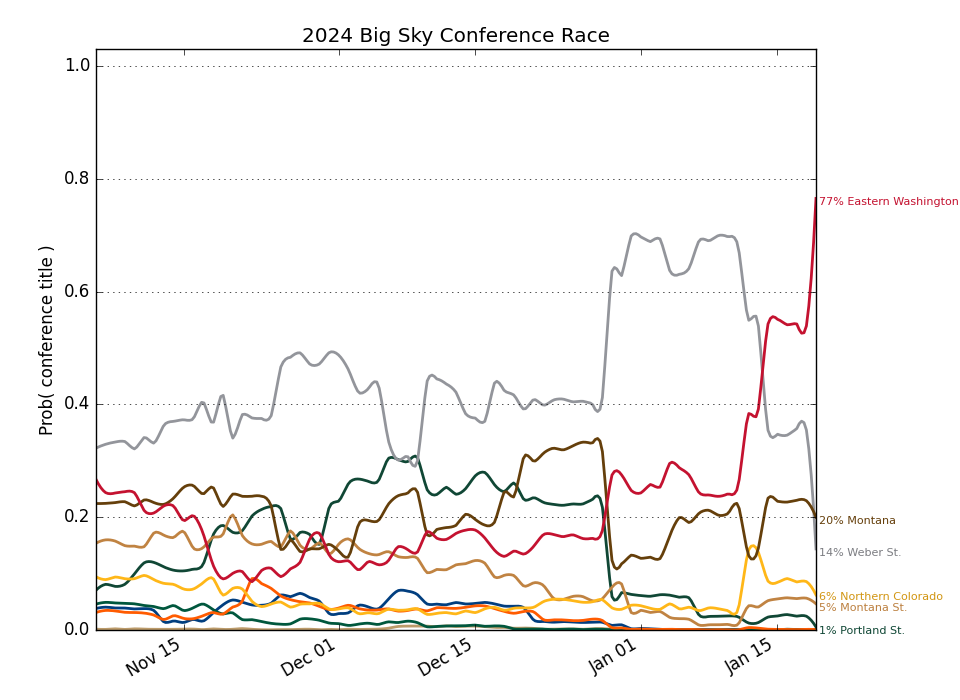 2024 Big Sky Conference Race
Prob( conference title )
1.0
0.8
0.6
0.4
0.2
0.0
Nov 15
Dec 01
Dec 15
Jan 01
Jan 15
77% Eastern Washington
20% Montana
14% Weber St.
6% Northern Colorado
5% Montana St.
1% Portland St.